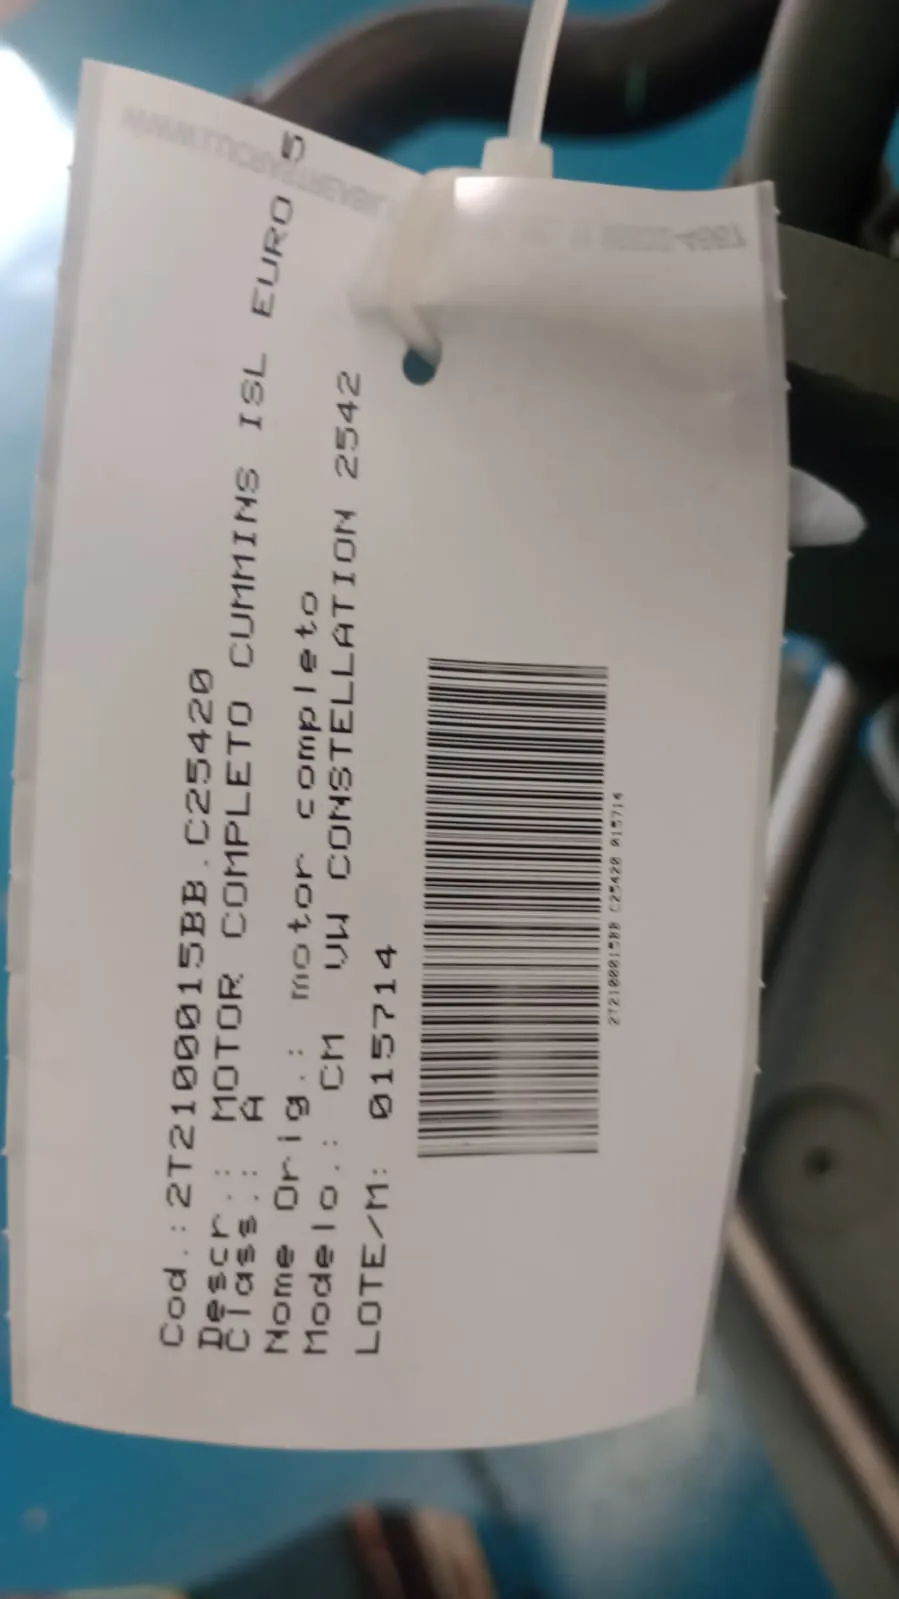 Cod.:2T2100015BB.C25420
Descr.: MOTOR COMPLETO CUMMINS ISL EURO 5
Class.: A
Nome Orig.: motor completo
Modelo.: CM VW CONSTELLATION 2542
LOTE/M: 015714
2T2100015BB C25420 015714